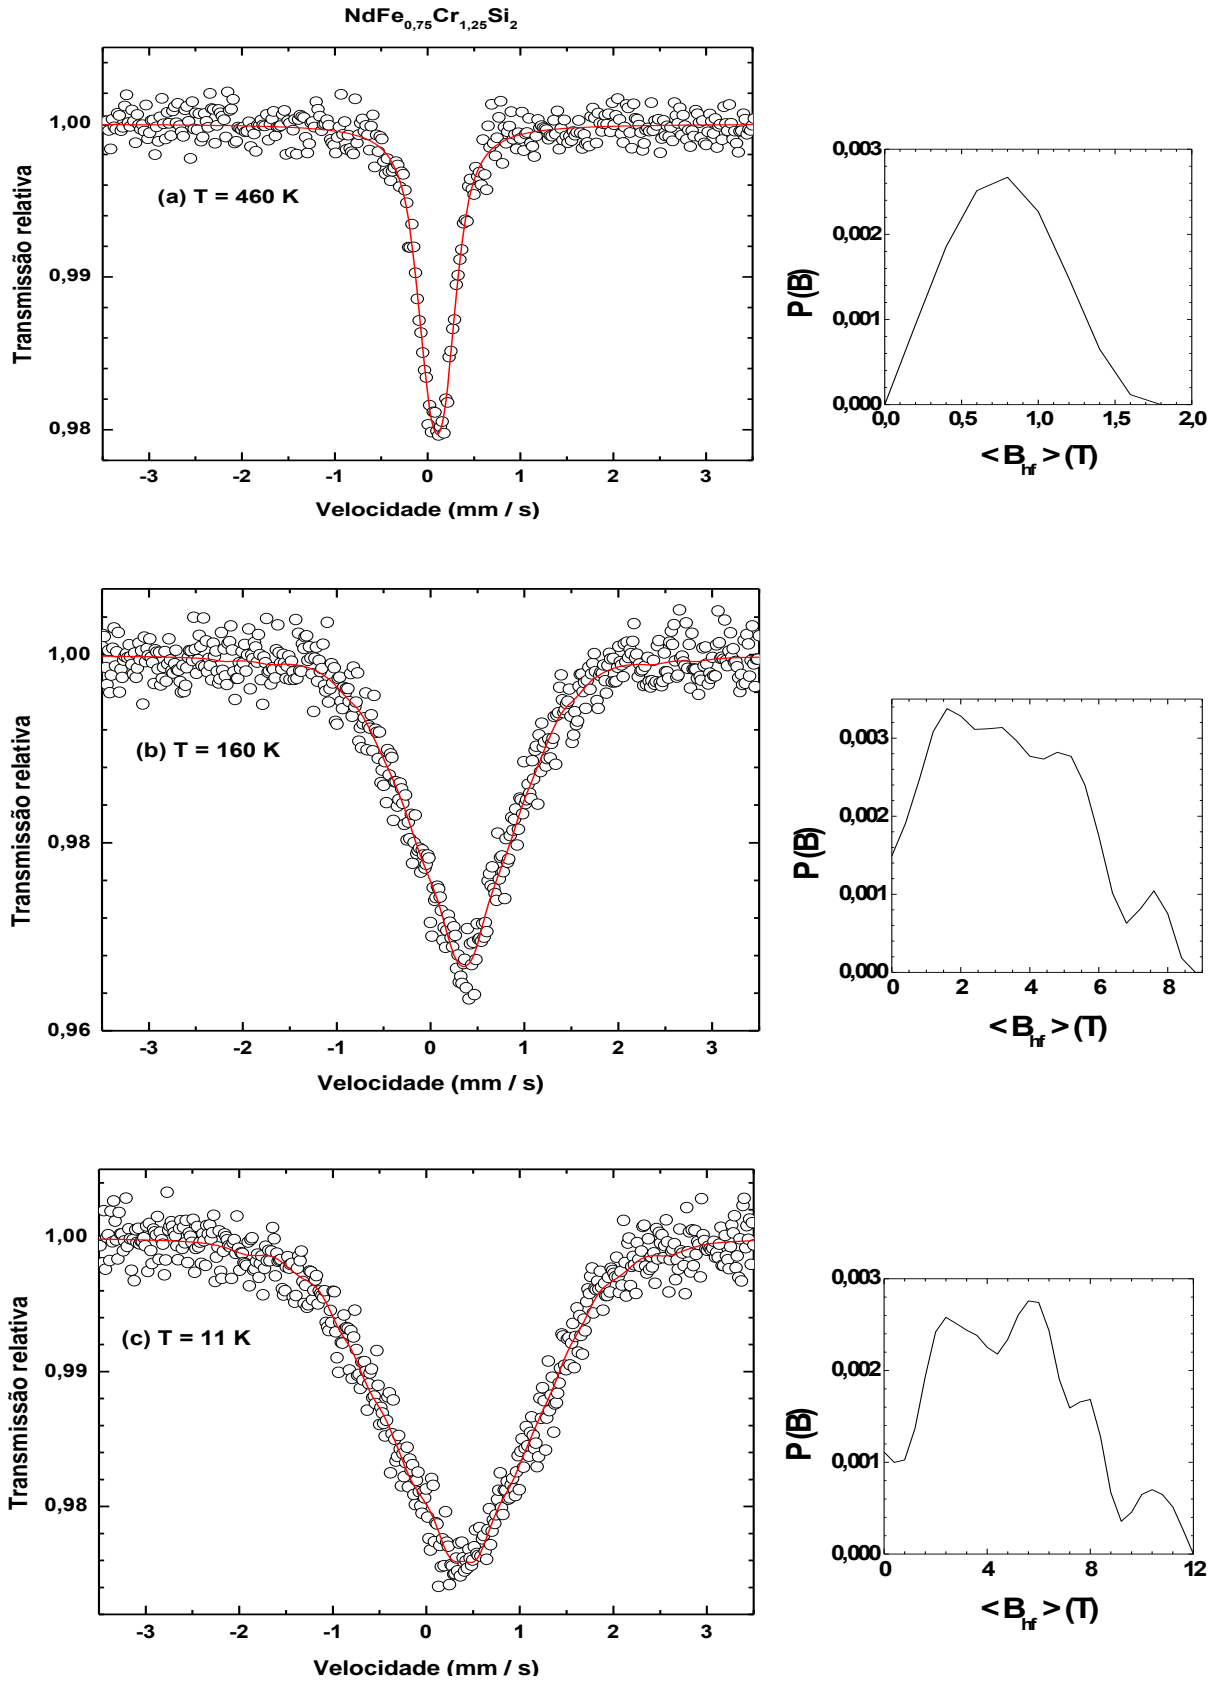 NdFe0,75Cr1,25Si2
1,00
0,99
0,98
Transmissão relativa
(a) T = 460 K
-3 -2 -1 0 1 2 3
Velocidade (mm / s)
0,003
0,002
0,001
0,000
P(B)
0,0 0,5 1,0 1,5 2,0
<Bhf>(T)
1,00
0,98
0,96
Transmissão relativa
(b) T = 160 K
-3 -2 -1 0 1 2 3
Velocidade (mm / s)
0,003
0,002
0,001
0,000
P(B)
0 2 4 6 8
<Bhf>(T)
1,00
0,99
0,98
Transmissão relativa
(c) T = 11 K
-3 -2 -1 0 1 2 3
Velocidade (mm / s)
0,003
0,002
0,001
0,000
P(B)
0 4 8 12
<Bhf>(T)